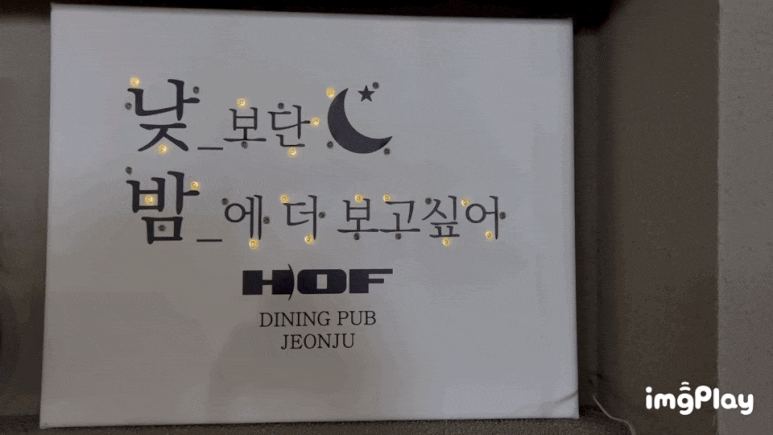 낮_보단
밤_에 더 보고싶어
HOF
DINING PUB
JEONJU
imgPlay